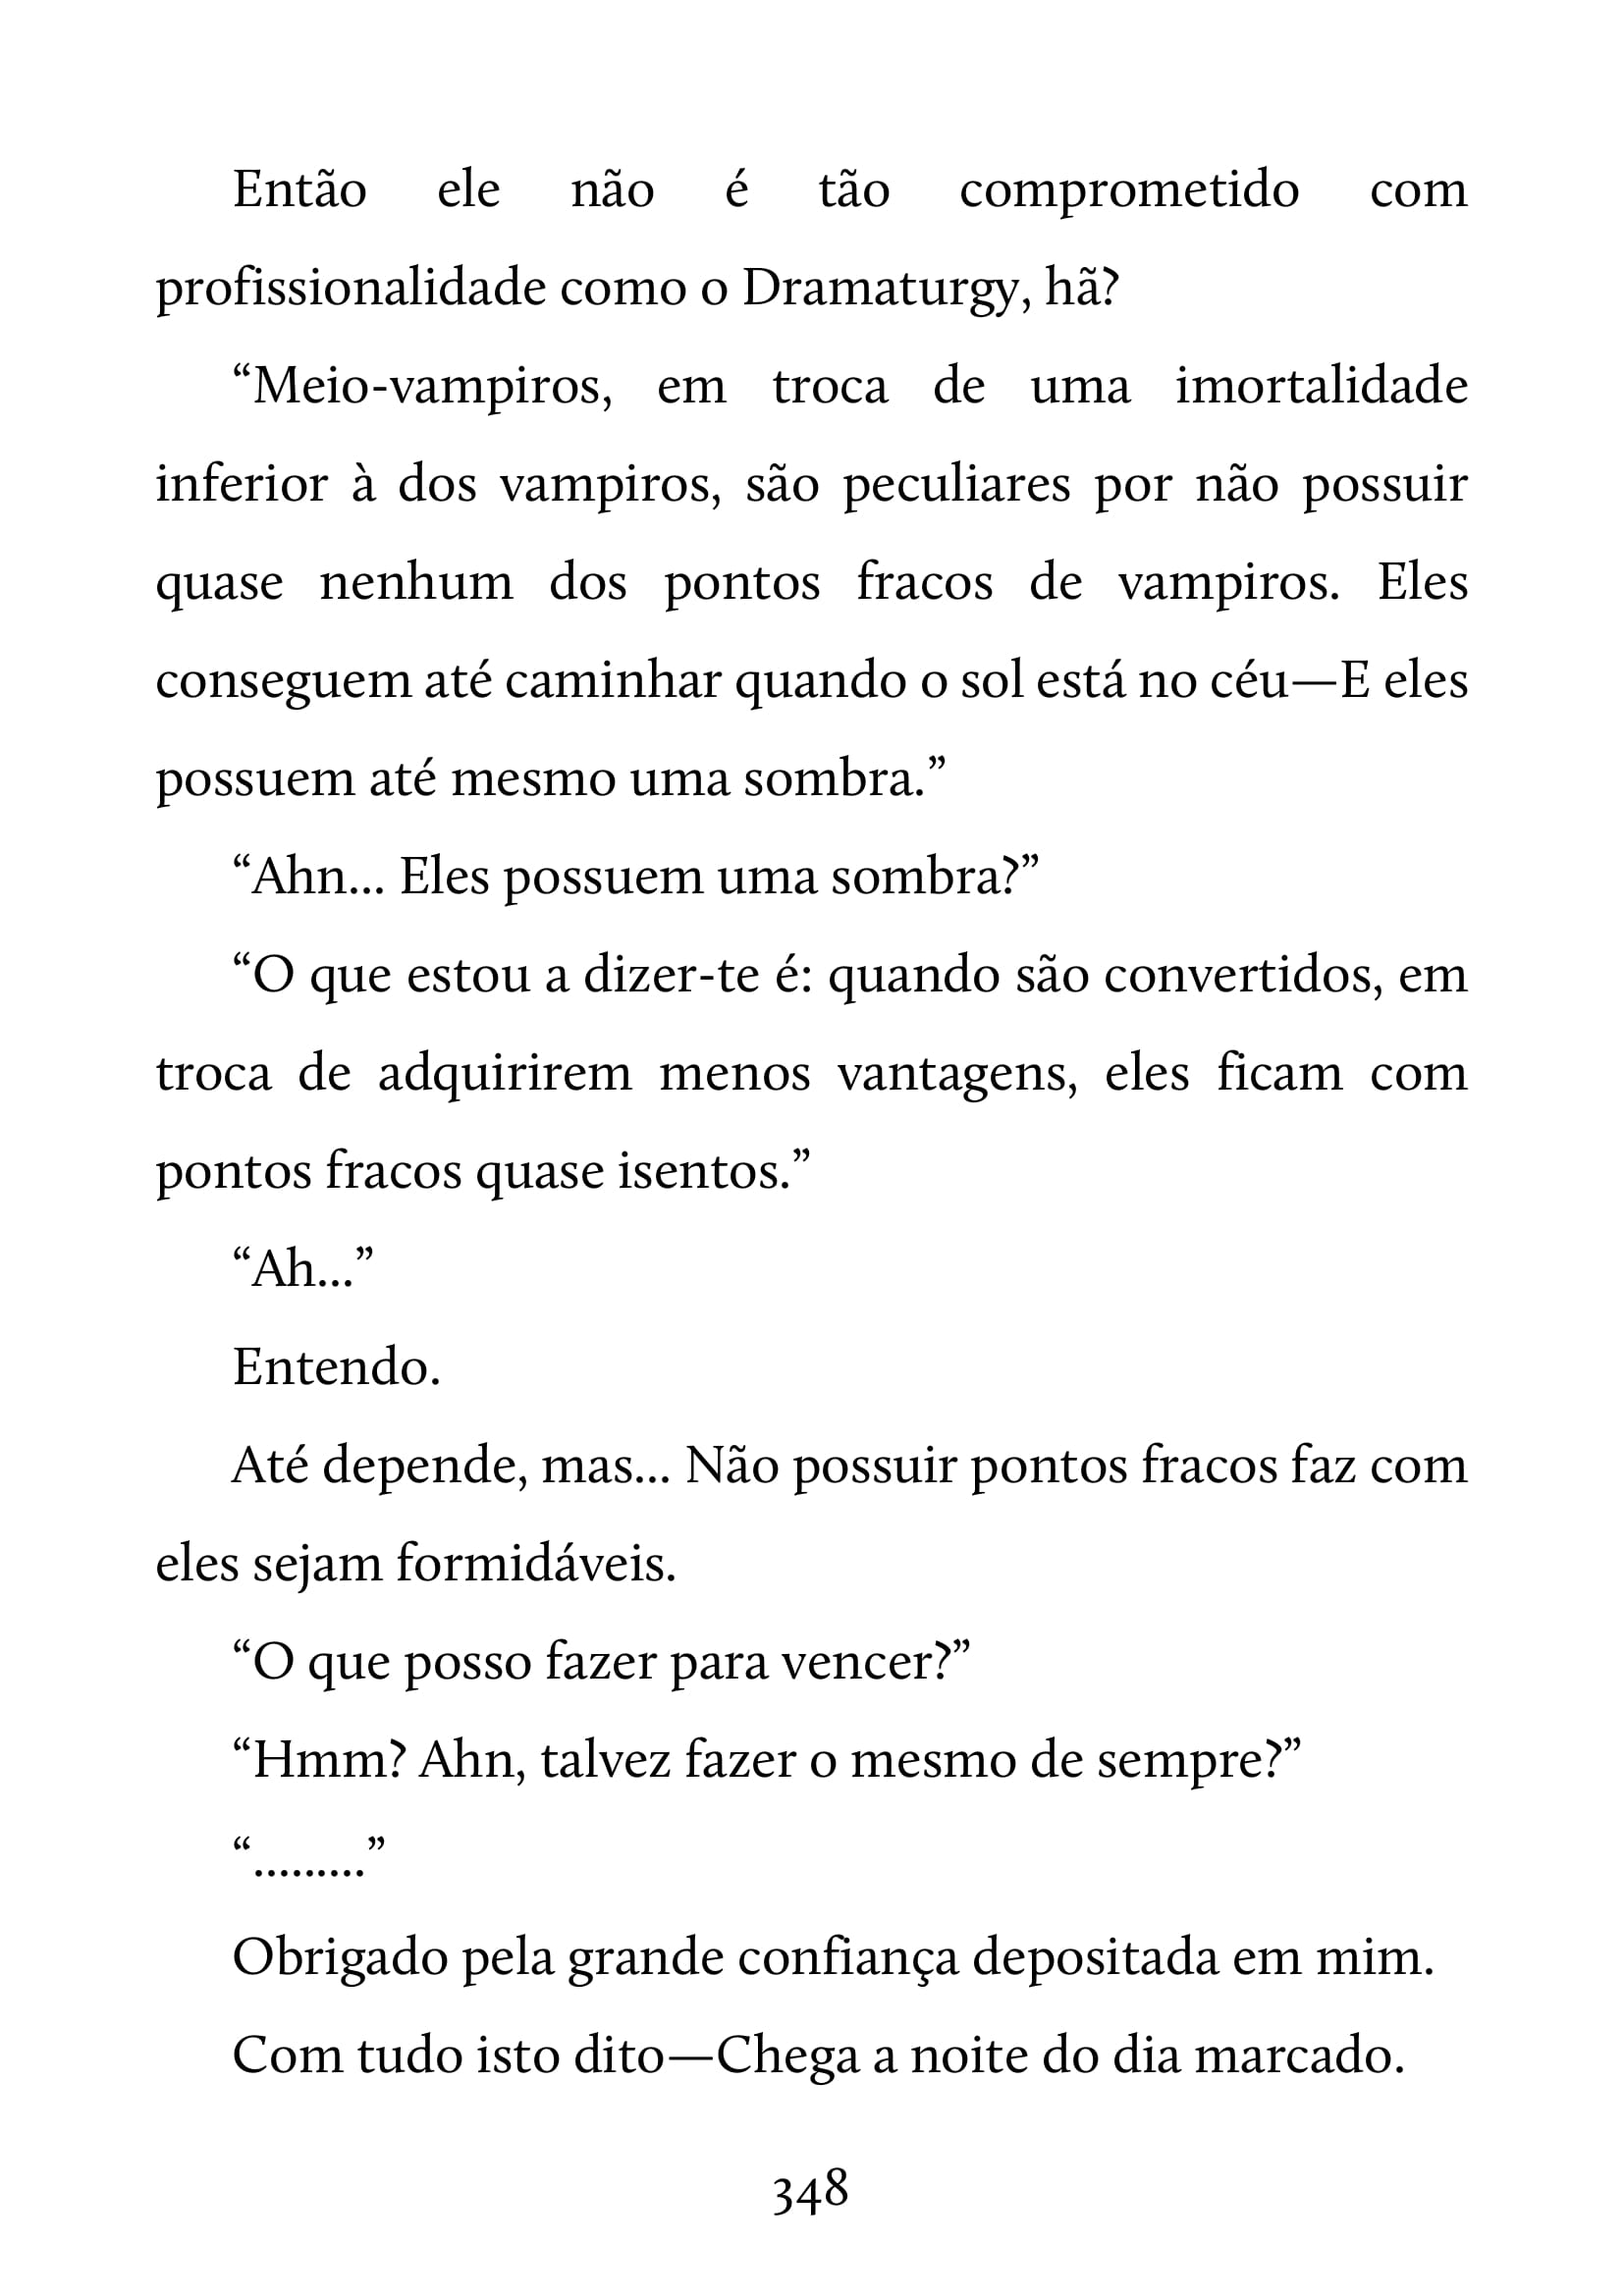 Então ele não é tão comprometido com
profissionalidade como o Dramaturgy, hã?
“Meio-vampiros, em troca de uma imortalidade
inferior à dos vampiros, são peculiares por não possuir
quase nenhum dos pontos fracos de vampiros. Eles
conseguem até caminhar quando o sol está no céu—E eles
possuem até mesmo uma sombra.”
“Ahn... Eles possuem uma sombra?”
“O que estou a dizer-te é: quando são convertidos, em
troca de adquirirem menos vantagens, eles ficam com
pontos fracos quase isentos.”
“Ah...”
Entendo.
Até depende, mas... Não possuir pontos fracos faz com
eles sejam formidáveis.
“O que posso fazer para vencer?”
“Hmm? Ahn, talvez fazer o mesmo de sempre?”
“.........”
Obrigado pela grande confiança depositada em mim.
Com tudo isto dito—Chega a noite do dia marcado.
348